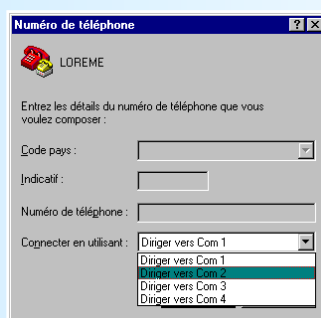 Numéro de téléphone
LOREME
Entrez les détails du numéro de téléphone que vous
voulez composer :
Code pays :
Indicatif :
Numéro de téléphone :
Connecter en utilisant : Diriger vers Com 1
Diriger vers Com 1
Diriger vers Com 2
Diriger vers Com 3
Diriger vers Com 4